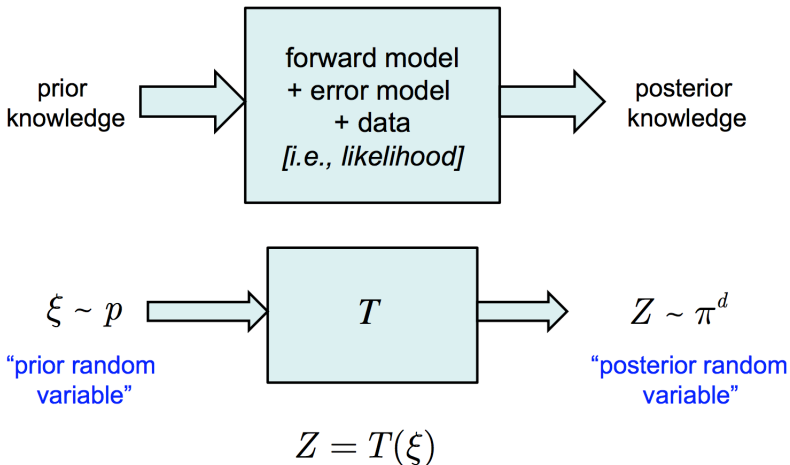 prior
knowledge
forward model
+ error model
+ data
[i.e., likelihood]
posterior
knowledge
ξ ~ p
T
Z ~ π^d
“prior random
variable”
“posterior random
variable”
Z = T(ξ)